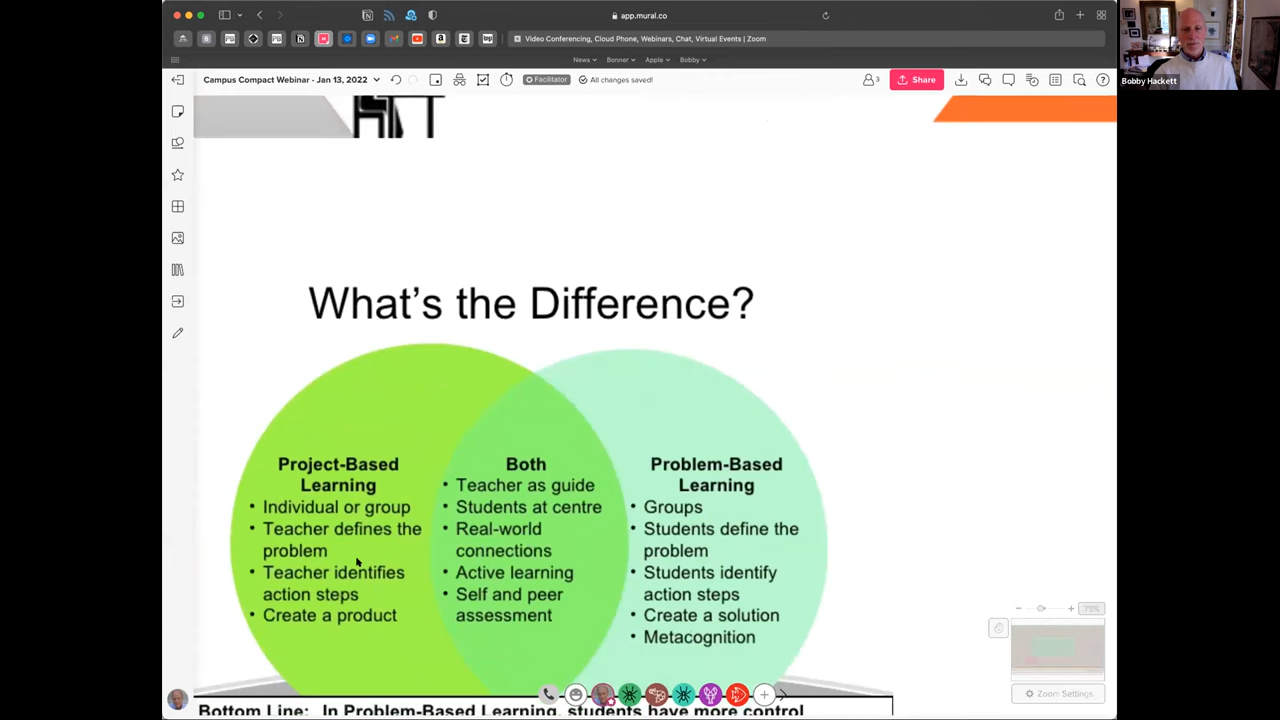 app.mural.co
Video Conferencing, Cloud Phone, Webinars, Chat, Virtual Events | Zoom
News
Bonner
Apple
Bobby
Bobby Hackett
Campus Compact Webinar - Jan 13, 2022
Facilitator
All changes saved!
3
Share
What's the Difference?
Project-Based
Learning
• Individual or group
• Teacher defines the
problem
• Teacher identifies
action steps
• Create a product
Both
• Teacher as guide
• Students at centre
• Real-world
connections
• Active learning
• Self and peer
assessment
Problem-Based
Learning
• Groups
• Students define the
problem
• Students identify
action steps
• Create a solution
• Metacognition
75%
Zoom Settings
Bottom Line: In Problem-Based Learning, students have more control